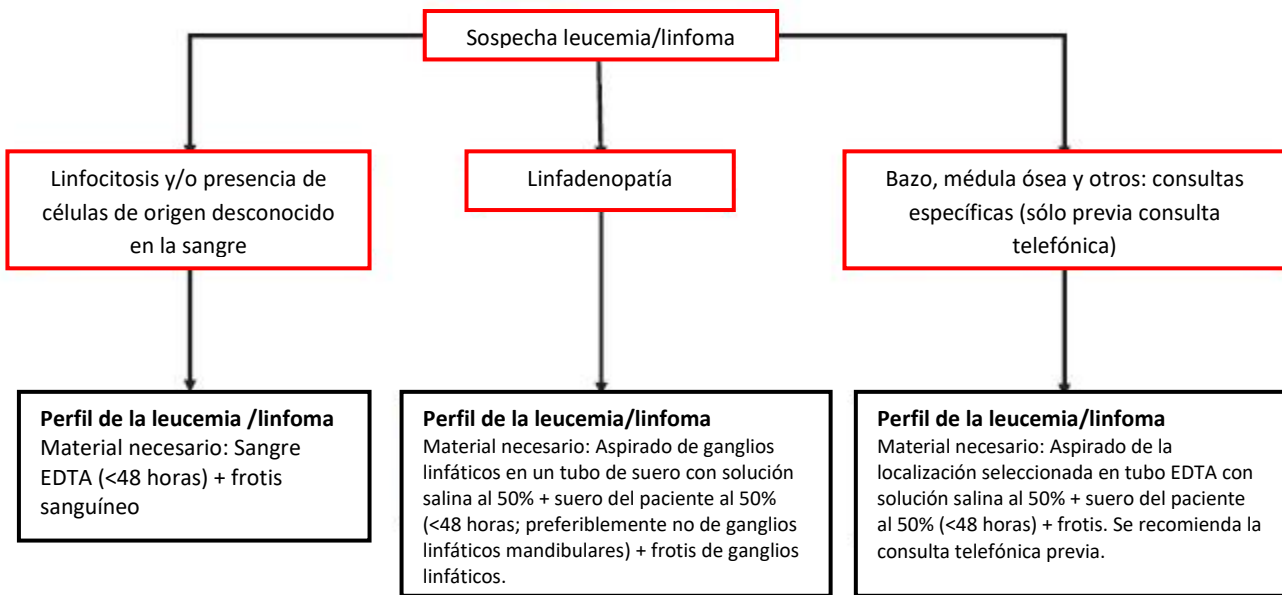 Sospecha leucemia/linfoma
Linfocitosis y/o presencia de
células de origen desconocido
en la sangre
Linfadenopatía
Bazo, médula ósea y otros: consultas
específicas (sólo previa consulta
telefónica)
Perfil de la leucemia /linfoma
Material necesario: Sangre
EDTA (<48 horas) + frotis
sanguíneo
Perfil de la leucemia/linfoma
Material necesario: Aspirado de ganglios
linfáticos en un tubo de suero con solución
salina al 50% + suero del paciente al 50%
(<48 horas; preferiblemente no de ganglios
linfáticos mandibulares) + frotis de ganglios
linfáticos.
Perfil de la leucemia/linfoma
Material necesario: Aspirado de la
localización seleccionada en tubo EDTA con
solución salina al 50% + suero del paciente
al 50% (<48 horas) + frotis. Se recomienda la
consulta telefónica previa.